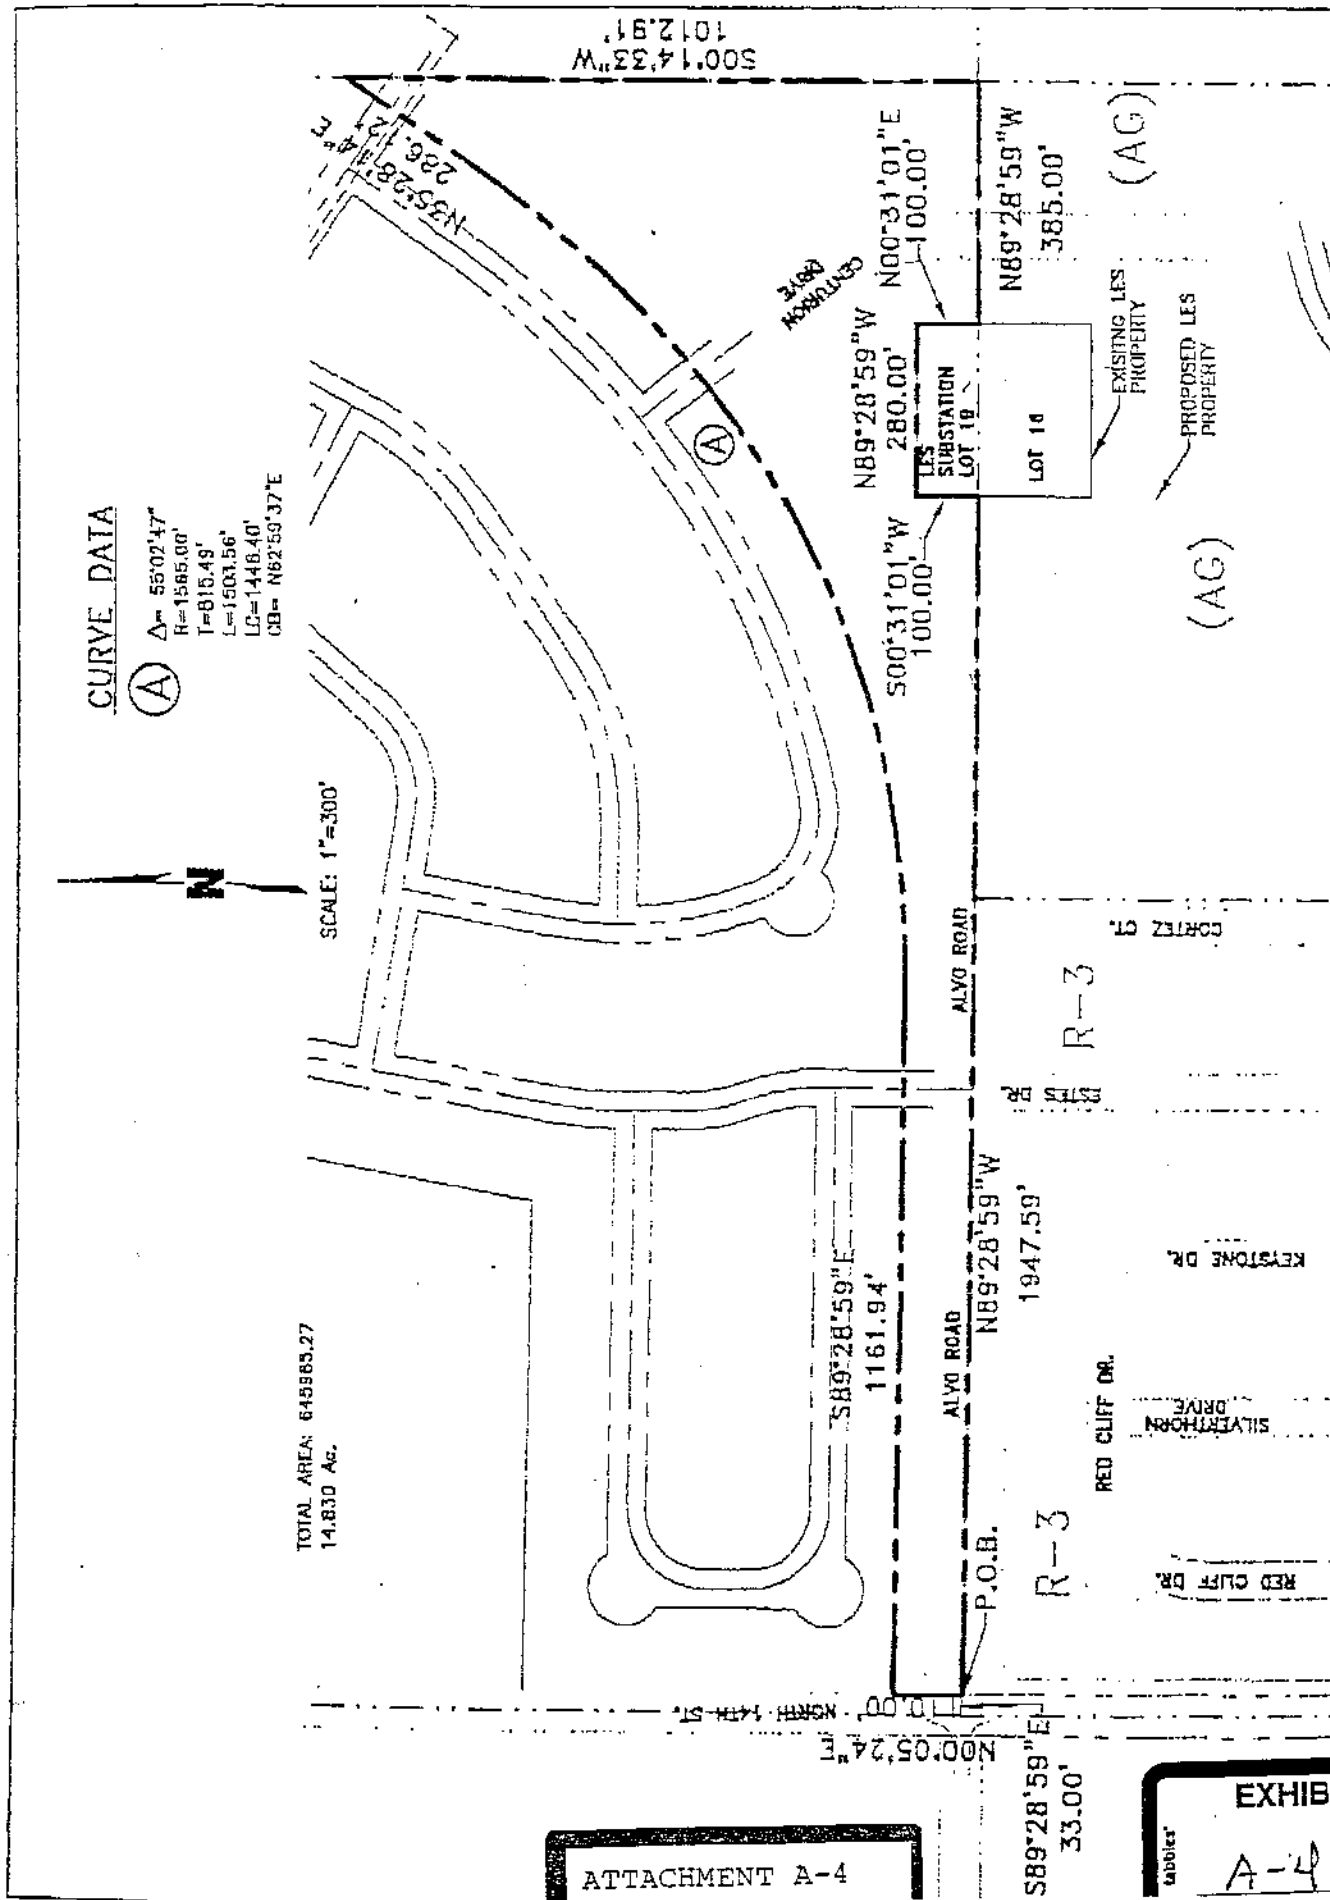 CURVE DATA
A
Δ= 55°02'47"
R=1565.00'
T=815.49'
L=1503.56'
LC=1446.40'
CB= N62°59'37"E
N
SCALE: 1"=300'
TOTAL AREA: 645985.27
14.830 Ac.
S00°14'33"W
1012.91'
N35°28'14"E
286.12'
CENTURION
DRIVE
A
N00°31'01"E
100.00'
N89°28'59"W
385.00'
N89°28'59"W
280.00'
LES
SUBSTATION
LOT 19
LOT 18
S00°31'01"W
100.00'
EXISITNG LES
PROPERTY
PROPOSED LES
PROPERTY
(AG)
(AG)
ALVO ROAD
CORTEZ CT.
R-3
ESTES DR.
S89°28'59"E
1161.94'
N89°28'59"W
1947.59'
ALVO ROAD
KEYSTONE DR.
SILVERTHORN
DRIVE
RED CLIFF DR.
RED CLIFF DR.
R-3
P.O.B.
NORTH 14TH ST.
N00°05'24"E
S89°28'59"E
33.00'
ATTACHMENT A-4
EXHIB
tabbies'
A-4